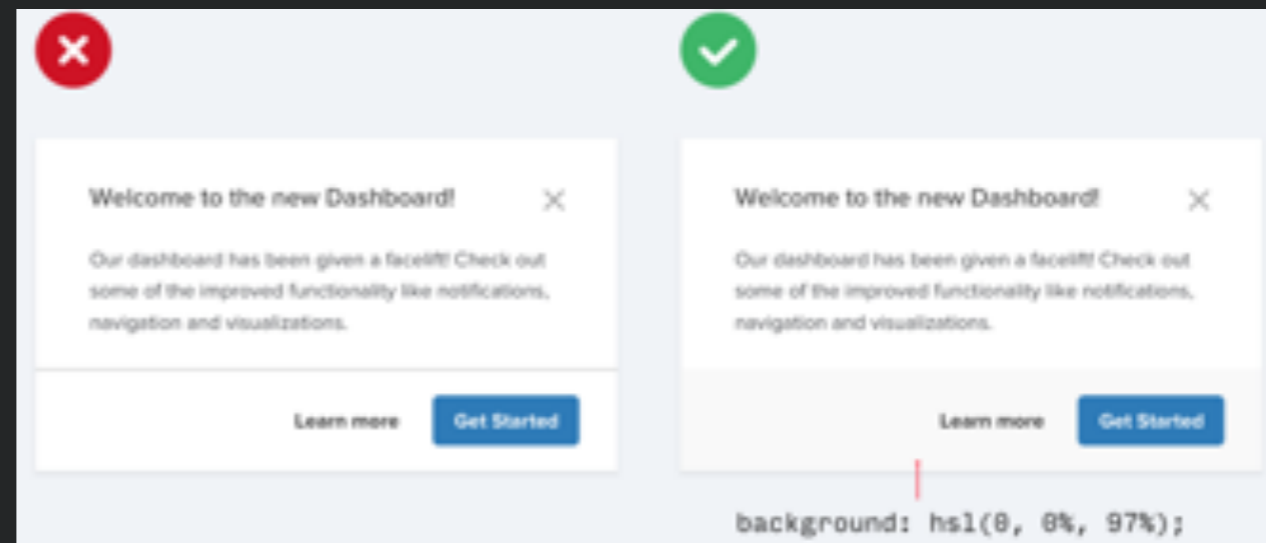 Welcome to the new Dashboard!
Our dashboard has been given a facelift! Check out
some of the improved functionality like notifications,
navigation and visualizations.
Learn more
Get Started
Welcome to the new Dashboard!
Our dashboard has been given a facelift! Check out
some of the improved functionality like notifications,
navigation and visualizations.
Learn more
Get Started
background: hsl(0, 0%, 97%);